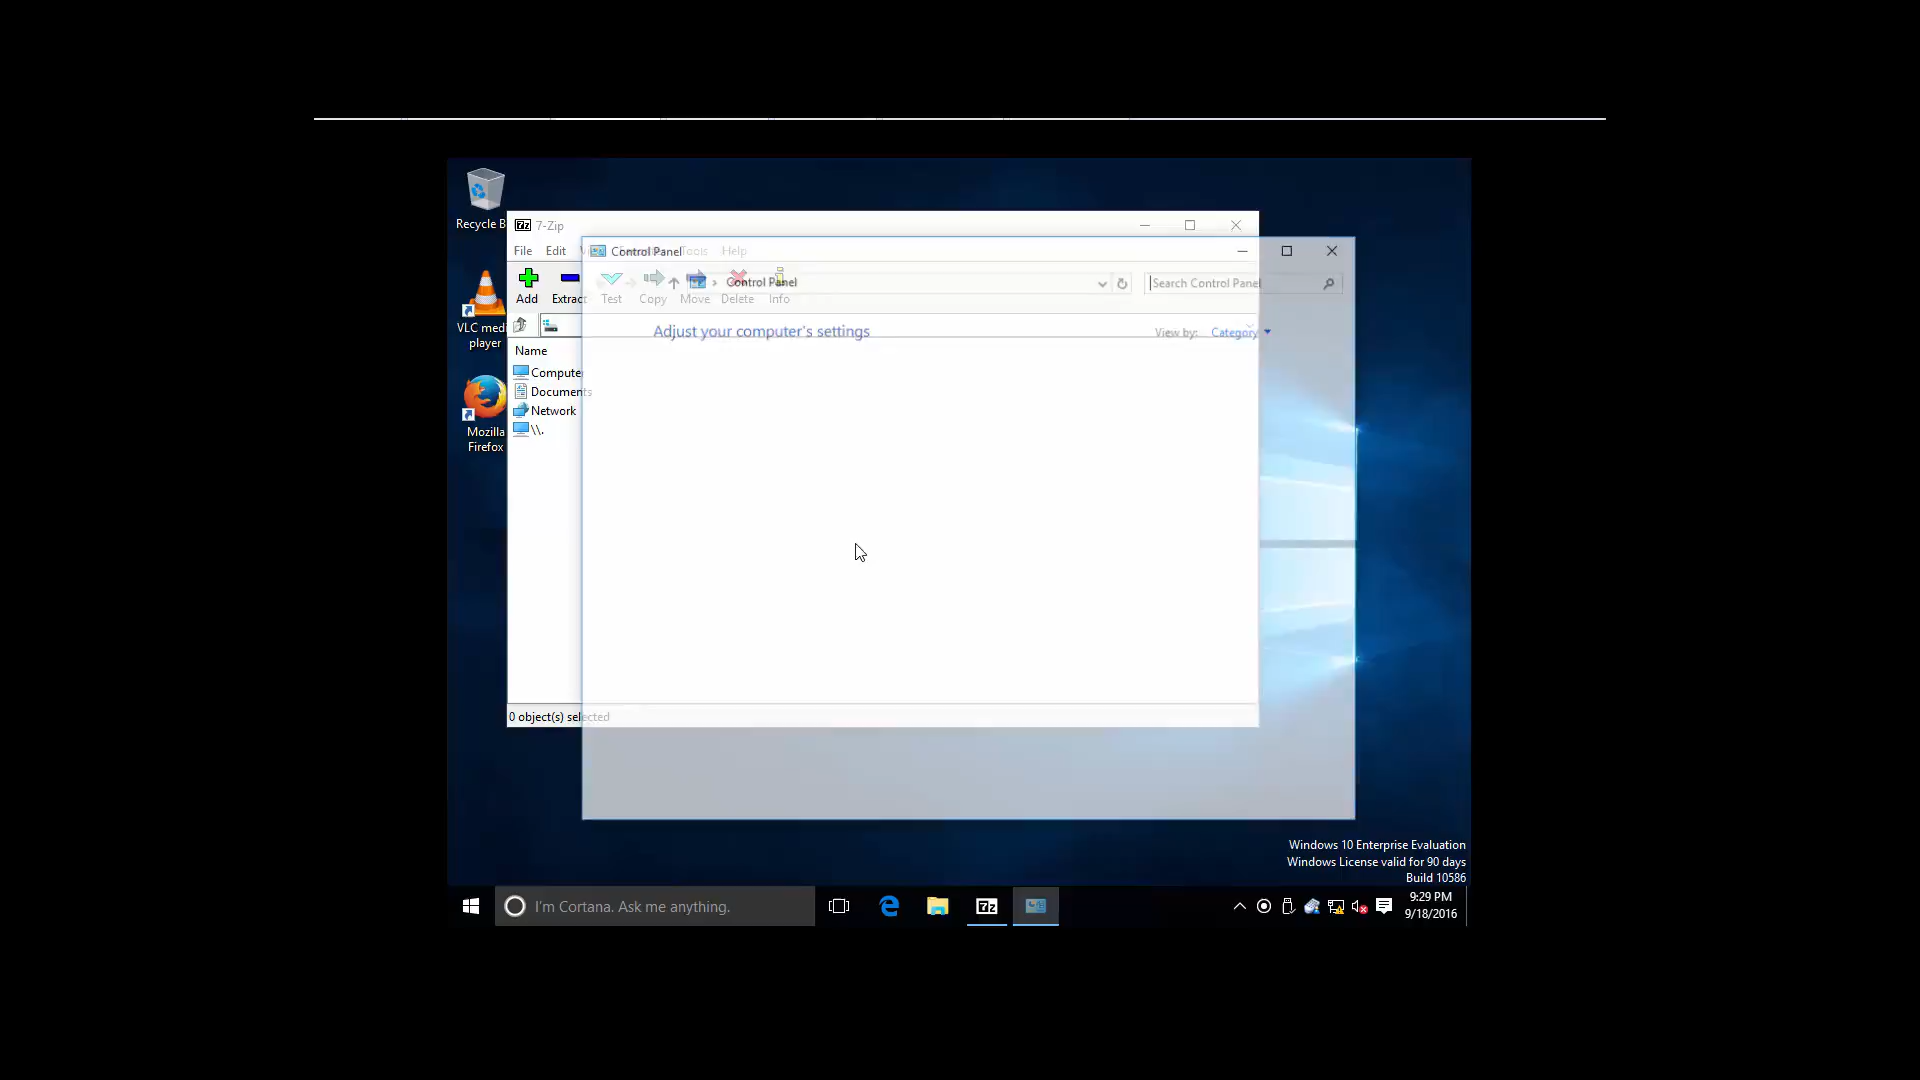 Recycle B
7-Zip
File Edit Tools Help
Control Panel
Add Extract Test Copy Move Delete Info
Control Panel
Search Control Panel
VLC medi
player
Adjust your computer's settings
View by: Category
Name
Compute
Documents
Network
\\.
Mozilla
Firefox
0 object(s) selected
Windows 10 Enterprise Evaluation
Windows License valid for 90 days
Build 10586
I'm Cortana. Ask me anything.
9:29 PM
9/18/2016